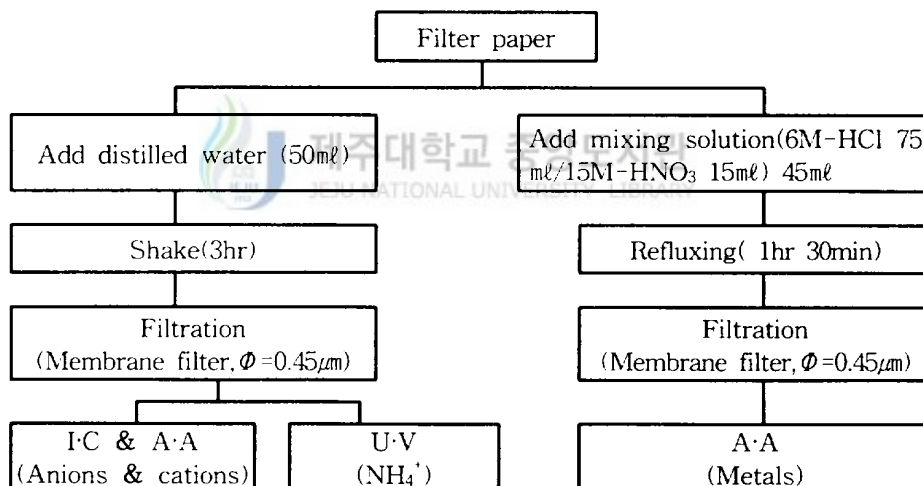 Filter paper
Add distilled water (50mℓ)
Add mixing solution(6M-HCl 75
mℓ/15M-HNO₃ 15mℓ) 45mℓ
제주대학교 중앙도서관
JEJU NATIONAL UNIVERSITY LIBRARY
JEJU
Shake(3hr)
Refluxing( 1hr 30min)
Filtration
(Membrane filter, Φ=0.45μm)
Filtration
(Membrane filter, Φ=0.45μm)
I·C & A·A
(Anions & cations)
U·V
(NH₄⁺)
A·A
(Metals)